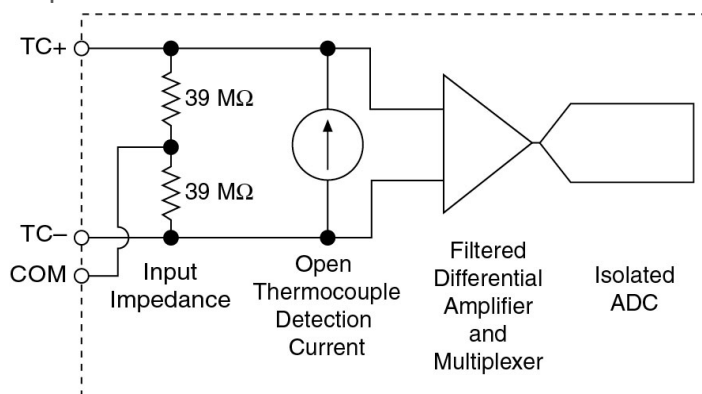 TC+
39 MΩ
39 MΩ
TC–
COM
Input
Impedance
Open
Thermocouple
Detection
Current
Filtered
Differential
Amplifier
and
Multiplexer
Isolated
ADC